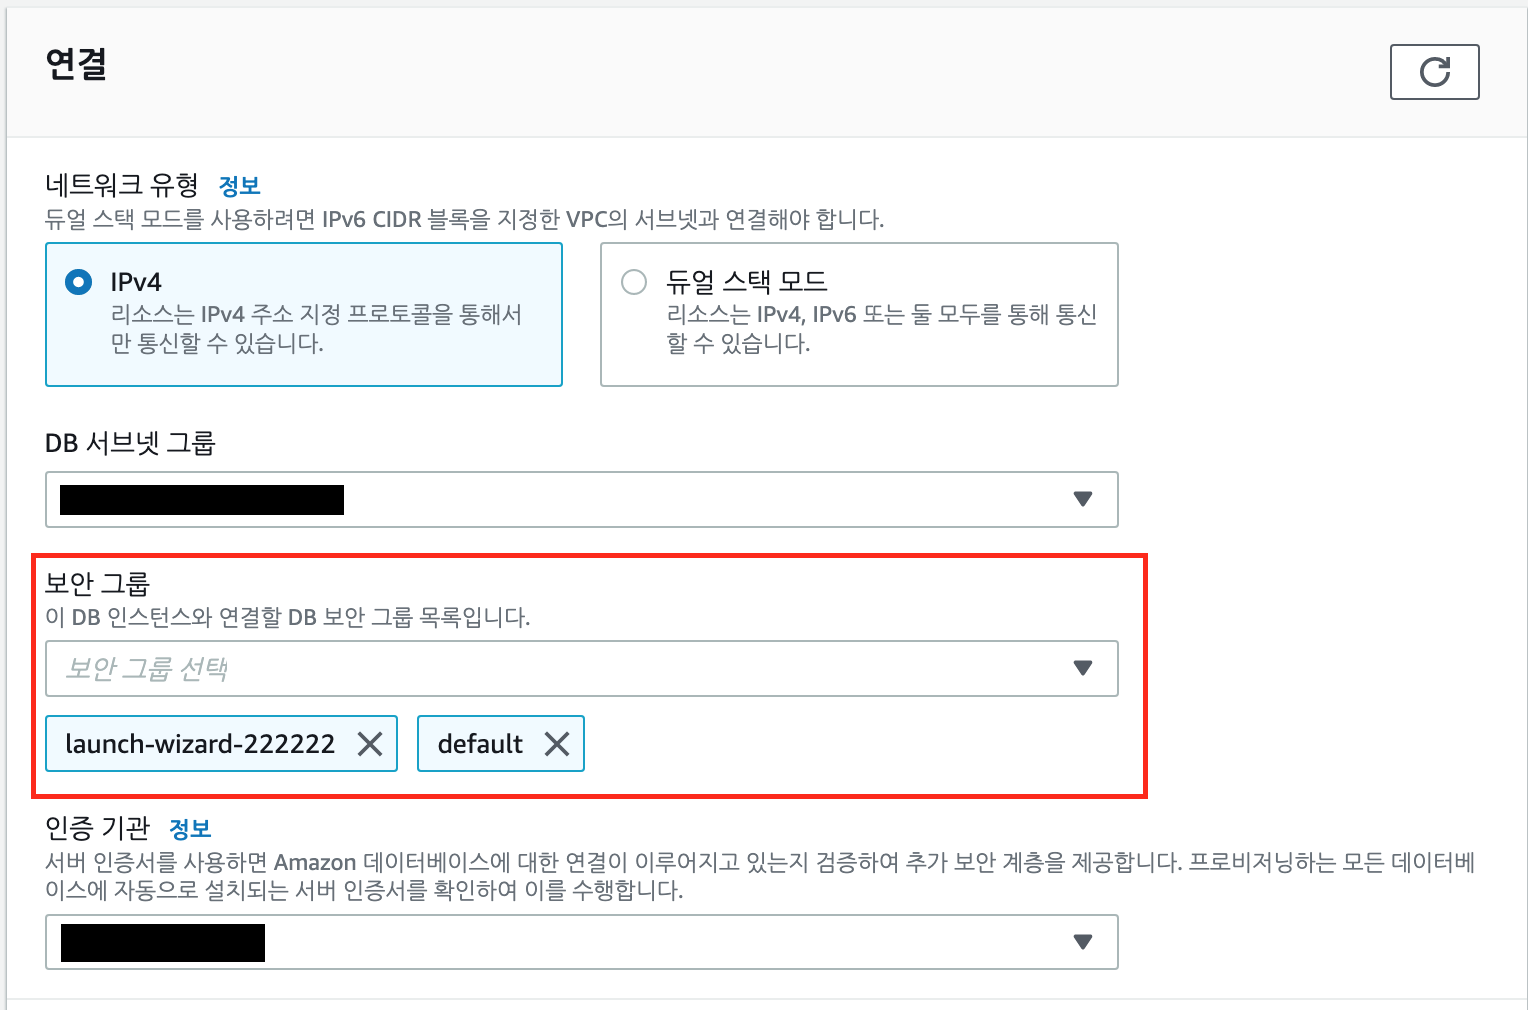 연결
네트워크 유형 정보
듀얼 스택 모드를 사용하려면 IPv6 CIDR 블록을 지정한 VPC의 서브넷과 연결해야 합니다.
IPv4
리소스는 IPv4 주소 지정 프로토콜을 통해서
만 통신할 수 있습니다.
듀얼 스택 모드
리소스는 IPv4, IPv6 또는 둘 모두를 통해 통신
할 수 있습니다.
DB 서브넷 그룹
보안 그룹
이 DB 인스턴스와 연결할 DB 보안 그룹 목록입니다.
보안 그룹 선택
launch-wizard-222222
default
인증 기관 정보
서버 인증서를 사용하면 Amazon 데이터베이스에 대한 연결이 이루어지고 있는지 검증하여 추가 보안 계층을 제공합니다. 프로비저닝하는 모든 데이터베
이스에 자동으로 설치되는 서버 인증서를 확인하여 이를 수행합니다.